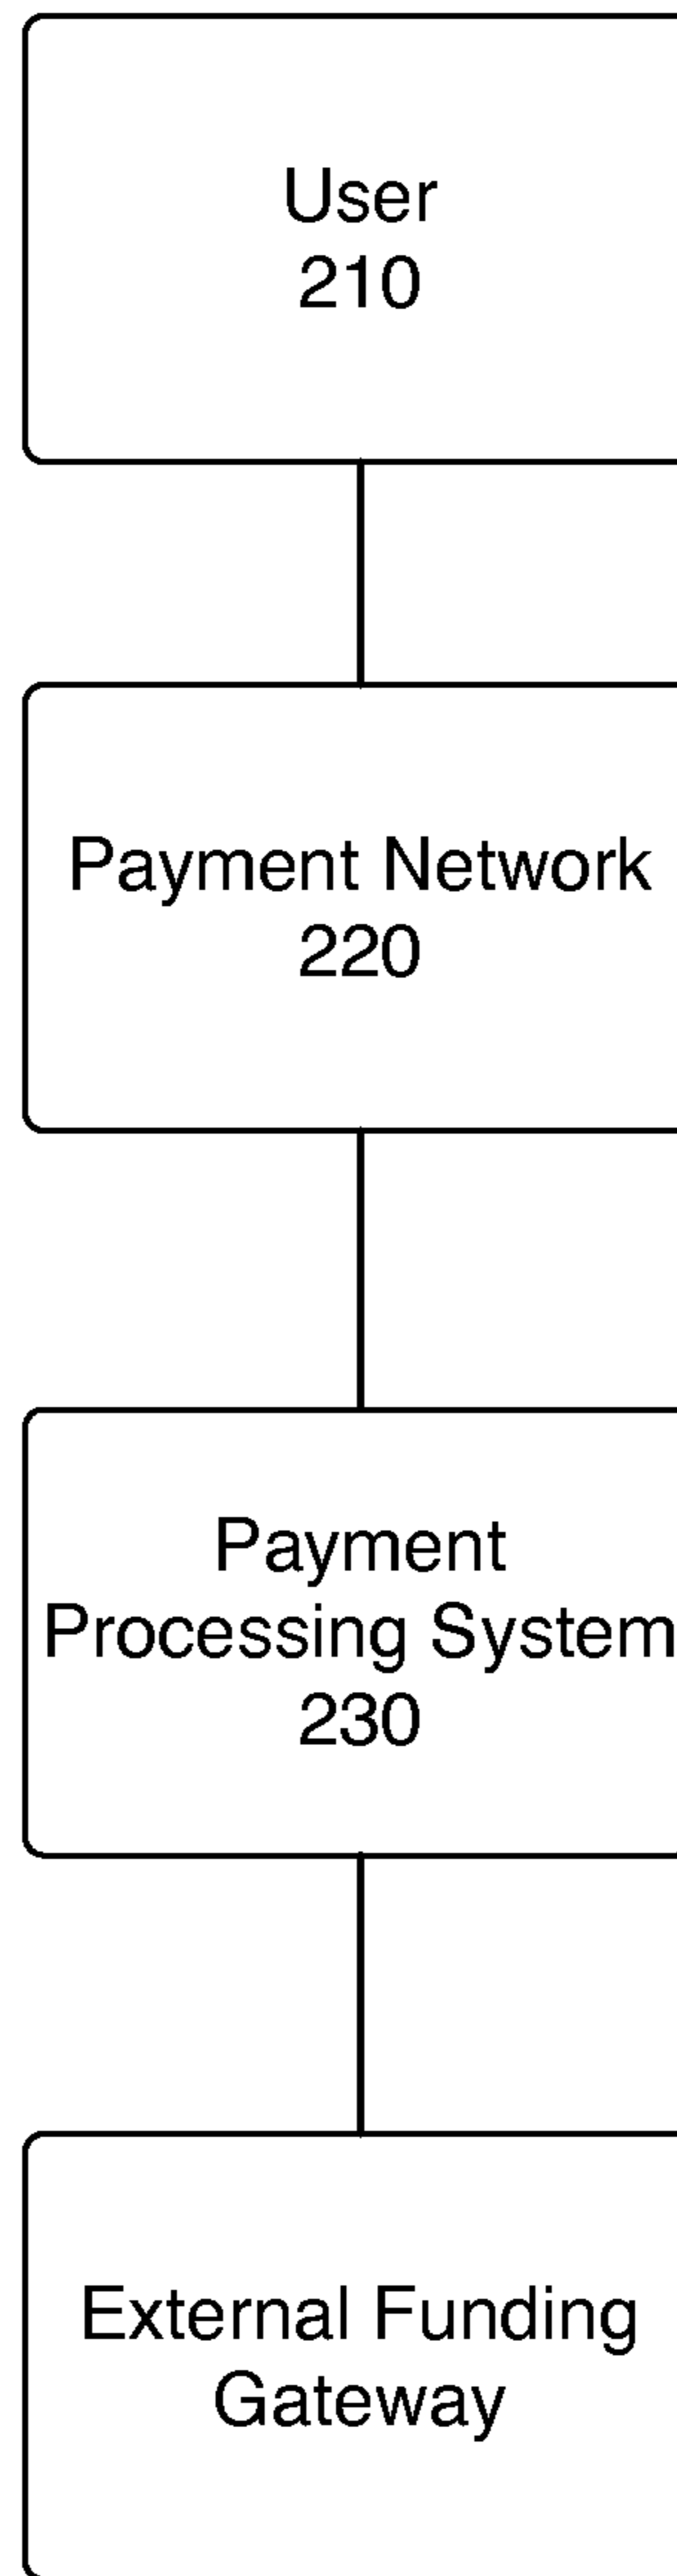 User
210
Payment Network
220
Payment
Processing System
230
External Funding
Gateway